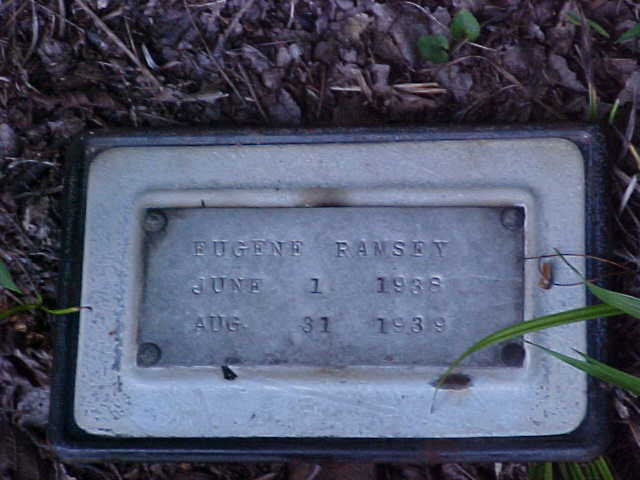 EUGENE RAMSEY
JUNE 1 1938
AUG 31 1939